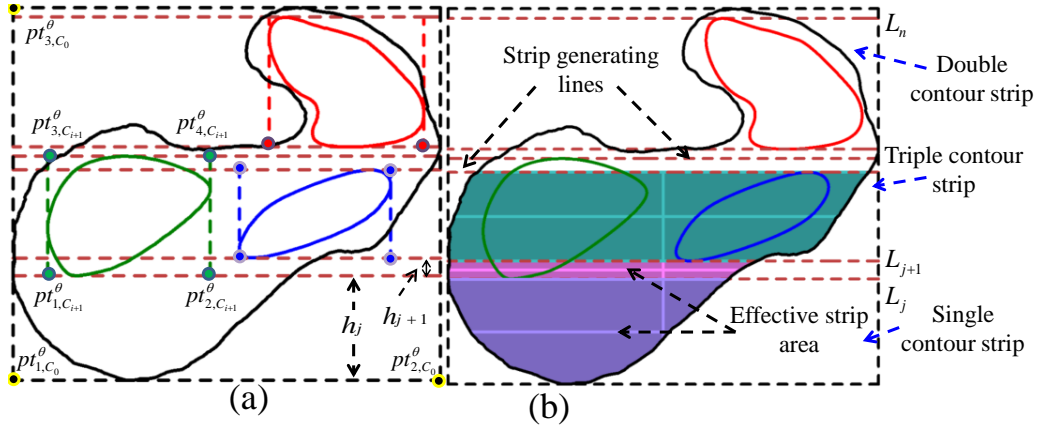 pt^θ_{3,C_0}
pt^θ_{3,C_{i+1}}
pt^θ_{4,C_{i+1}}
pt^θ_{1,C_{i+1}}
pt^θ_{2,C_{i+1}}
h_j
h_{j+1}
pt^θ_{1,C_0}
pt^θ_{2,C_0}
(a)
Strip generating
lines
L_n
Double
contour strip
Triple contour
strip
L_{j+1}
L_j
Effective strip
area
Single
contour strip
(b)